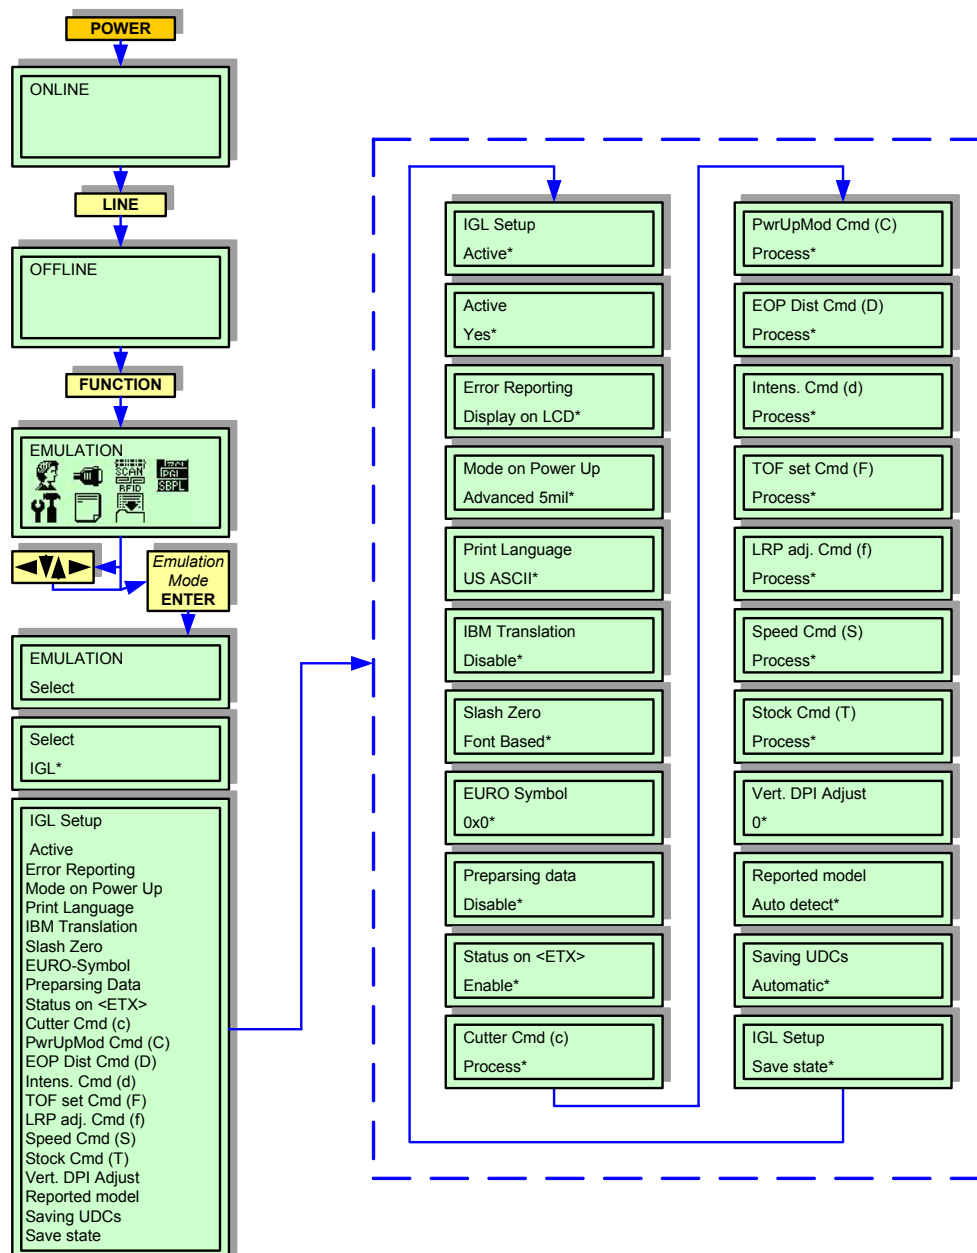 POWER
ONLINE
LINE
OFFLINE
FUNCTION
EMULATION
SCAN
RFID
PGL
SBPL
Emulation
Mode
ENTER
EMULATION
Select
Select
IGL*
IGL Setup
Active
Error Reporting
Mode on Power Up
Print Language
IBM Translation
Slash Zero
EURO-Symbol
Preparsing Data
Status on <ETX>
Cutter Cmd (c)
PwrUpMod Cmd (C)
EOP Dist Cmd (D)
Intens. Cmd (d)
TOF set Cmd (F)
LRP adj. Cmd (f)
Speed Cmd (S)
Stock Cmd (T)
Vert. DPI Adjust
Reported model
Saving UDCs
Save state
IGL Setup
Active*
Active
Yes*
Error Reporting
Display on LCD*
Mode on Power Up
Advanced 5mil*
Print Language
US ASCII*
IBM Translation
Disable*
Slash Zero
Font Based*
EURO Symbol
0x0*
Preparsing data
Disable*
Status on <ETX>
Enable*
Cutter Cmd (c)
Process*
PwrUpMod Cmd (C)
Process*
EOP Dist Cmd (D)
Process*
Intens. Cmd (d)
Process*
TOF set Cmd (F)
Process*
LRP adj. Cmd (f)
Process*
Speed Cmd (S)
Process*
Stock Cmd (T)
Process*
Vert. DPI Adjust
0*
Reported model
Auto detect*
Saving UDCs
Automatic*
IGL Setup
Save state*